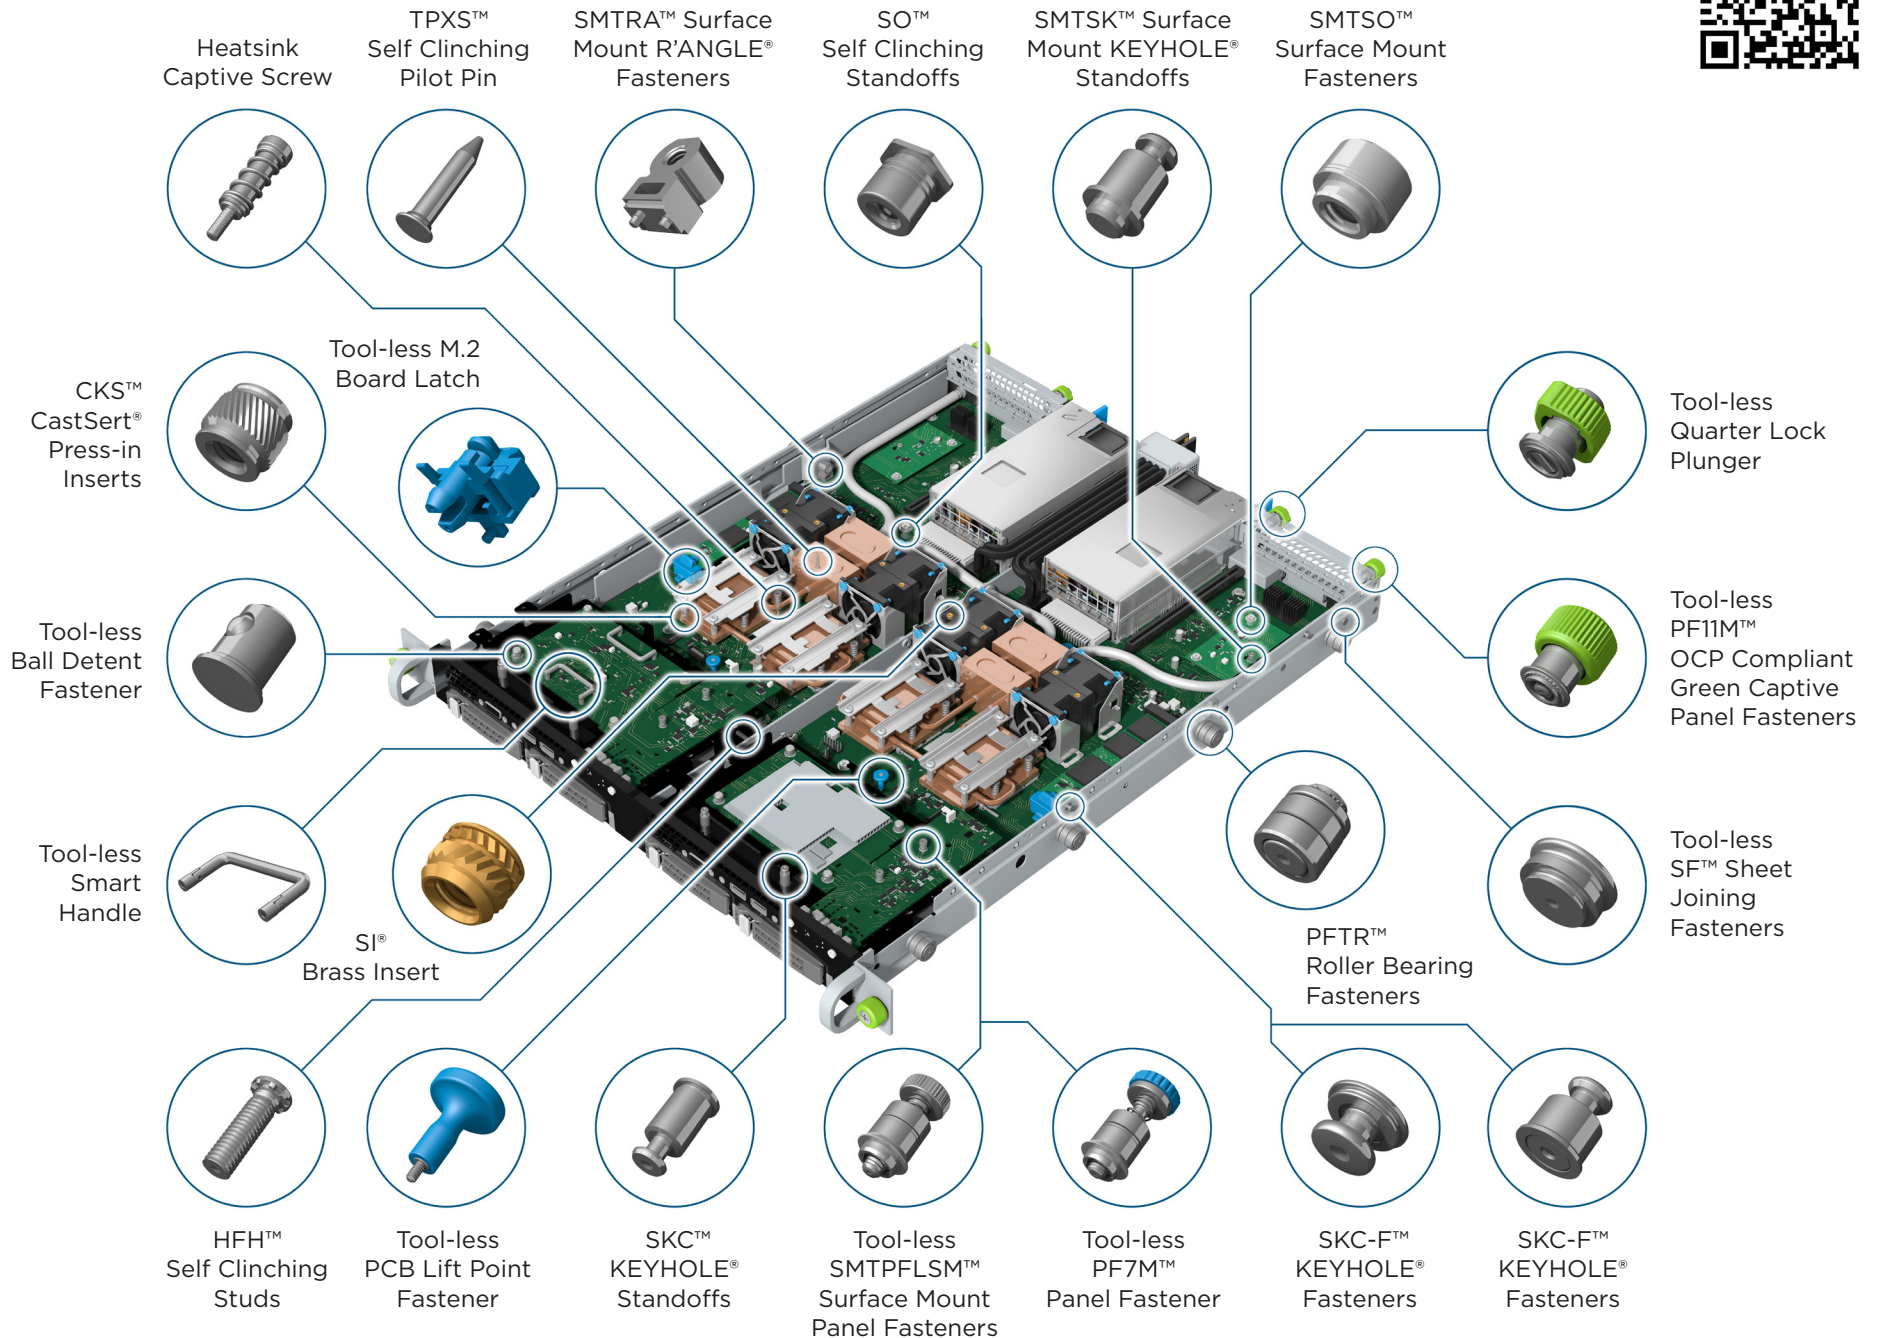 Heatsink
Captive Screw
TPXS™
Self Clinching
Pilot Pin
SMTRA™ Surface
Mount R’ANGLE®
Fasteners
SO™
Self Clinching
Standoffs
SMTSK™ Surface
Mount KEYHOLE®
Standoffs
SMTSO™
Surface Mount
Fasteners
Tool-less M.2
Board Latch
CKS™
CastSert®
Press-in
Inserts
Tool-less
Quarter Lock
Plunger
Tool-less
Ball Detent
Fastener
Tool-less
PF11M™
OCP Compliant
Green Captive
Panel Fasteners
Tool-less
Smart
Handle
SI®
Brass Insert
Tool-less
SF™ Sheet
Joining
Fasteners
PFTR™
Roller Bearing
Fasteners
HFH™
Self Clinching
Studs
Tool-less
PCB Lift Point
Fastener
SKC™
KEYHOLE®
Standoffs
Tool-less
SMTPFLSM™
Surface Mount
Panel Fasteners
Tool-less
PF7M™
Panel Fastener
SKC-F™
KEYHOLE®
Fasteners
SKC-F™
KEYHOLE®
Fasteners